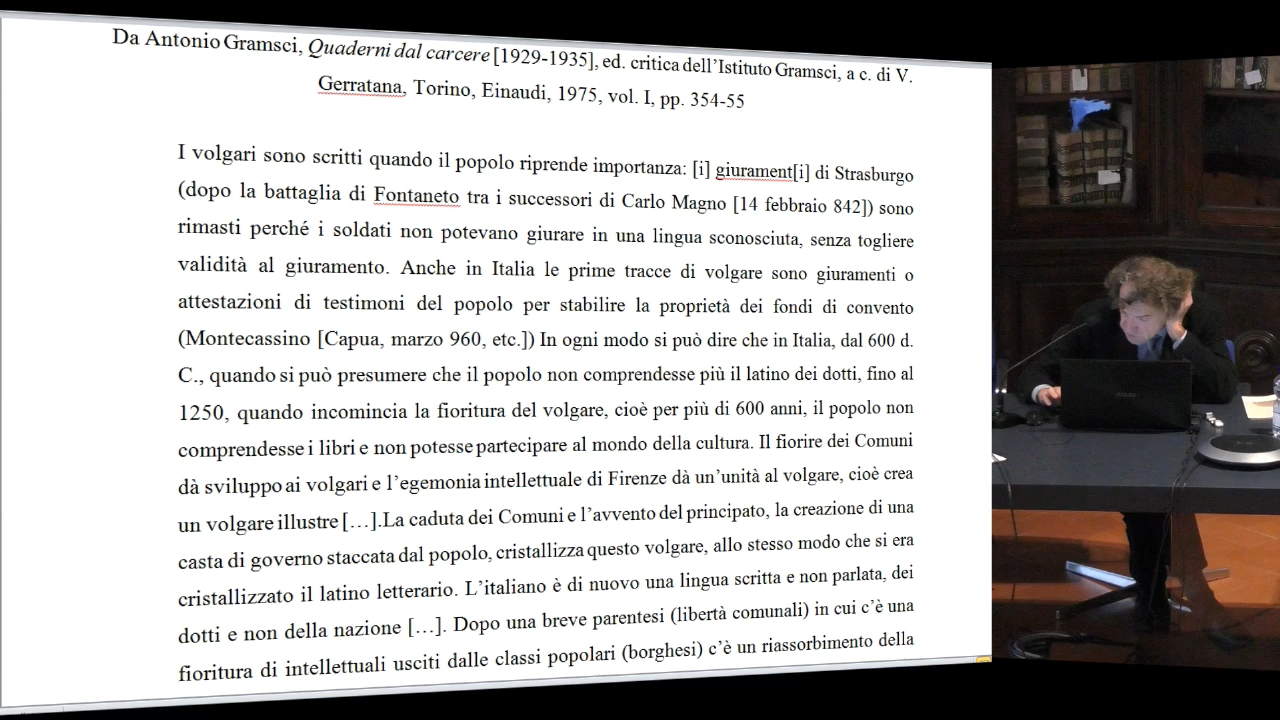 Da Antonio Gramsci, Quaderni dal carcere [1929-1935], ed. critica dell’Istituto Gramsci, a c. di V.
Gerratana, Torino, Einaudi, 1975, vol. I, pp. 354-55
I volgari sono scritti quando il popolo riprende importanza: [i] giurament[i] di Strasburgo
(dopo la battaglia di Fontaneto tra i successori di Carlo Magno [14 febbraio 842]) sono
rimasti perché i soldati non potevano giurare in una lingua sconosciuta, senza togliere
validità al giuramento. Anche in Italia le prime tracce di volgare sono giuramenti o
attestazioni di testimoni del popolo per stabilire la proprietà dei fondi di convento
(Montecassino [Capua, marzo 960, etc.]) In ogni modo si può dire che in Italia, dal 600 d.
C., quando si può presumere che il popolo non comprendesse più il latino dei dotti, fino al
1250, quando incomincia la fioritura del volgare, cioè per più di 600 anni, il popolo non
comprendesse i libri e non potesse partecipare al mondo della cultura. Il fiorire dei Comuni
dà sviluppo ai volgari e l’egemonia intellettuale di Firenze dà un’unità al volgare, cioè crea
un volgare illustre […].La caduta dei Comuni e l’avvento del principato, la creazione di una
casta di governo staccata dal popolo, cristallizza questo volgare, allo stesso modo che si era
cristallizzato il latino letterario. L’italiano è di nuovo una lingua scritta e non parlata, dei
dotti e non della nazione […]. Dopo una breve parentesi (libertà comunali) in cui c’è una
fioritura di intellettuali usciti dalle classi popolari (borghesi) c’è un riassorbimento della